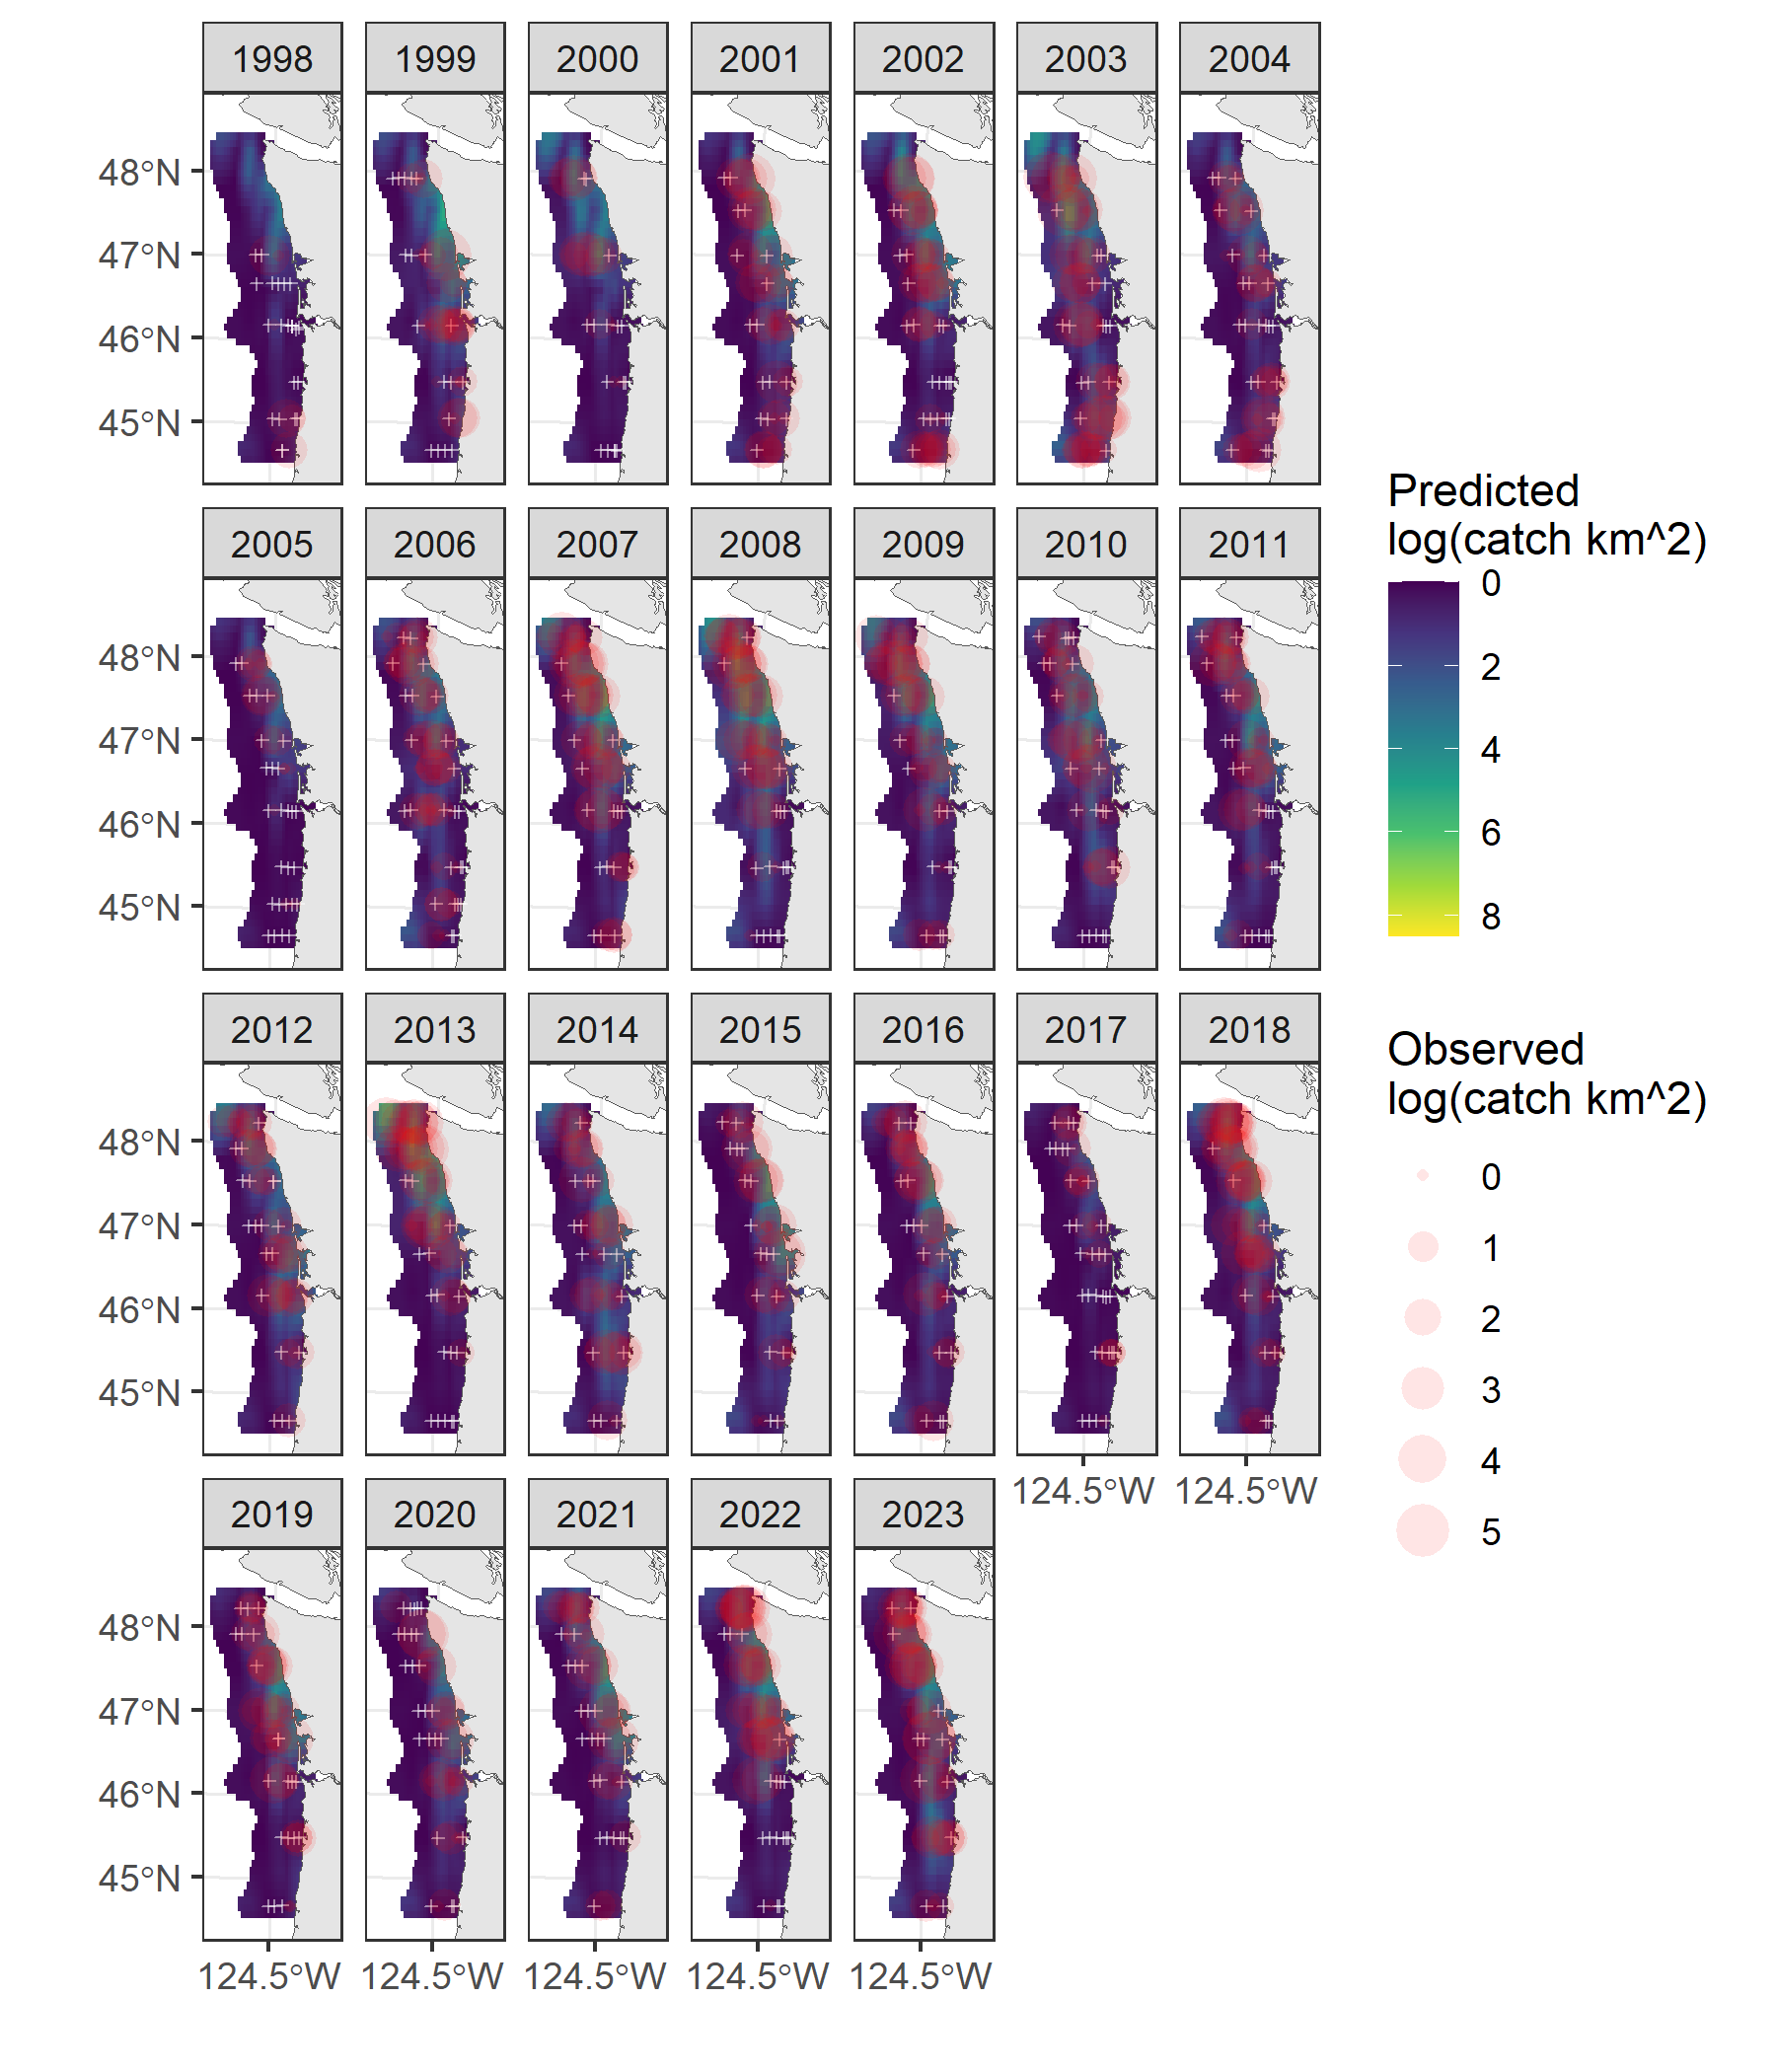 1998 1999 2000 2001 2002 2003 2004
48°N
47°N
46°N
45°N
2005 2006 2007 2008 2009 2010 2011
48°N
47°N
46°N
45°N
2012 2013 2014 2015 2016 2017 2018
48°N
47°N
46°N
45°N
124.5°W 124.5°W
2019 2020 2021 2022 2023
48°N
47°N
46°N
45°N
124.5°W 124.5°W 124.5°W 124.5°W 124.5°W
Predicted
log(catch km^2)
0
2
4
6
8
Observed
log(catch km^2)
0
1
2
3
4
5